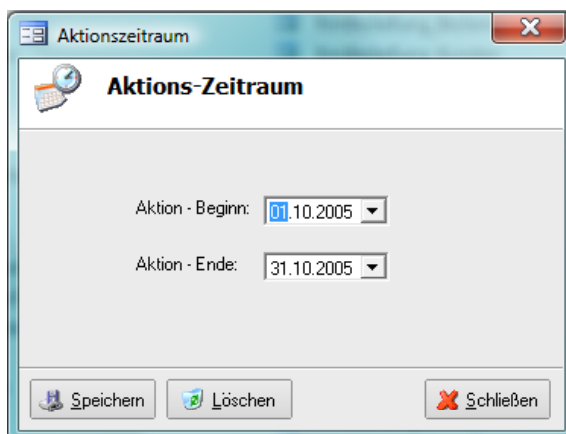 Aktionszeitraum
Aktions-Zeitraum
Aktion - Beginn: 01.10.2005
Aktion - Ende: 31.10.2005
Speichern Löschen Schließen